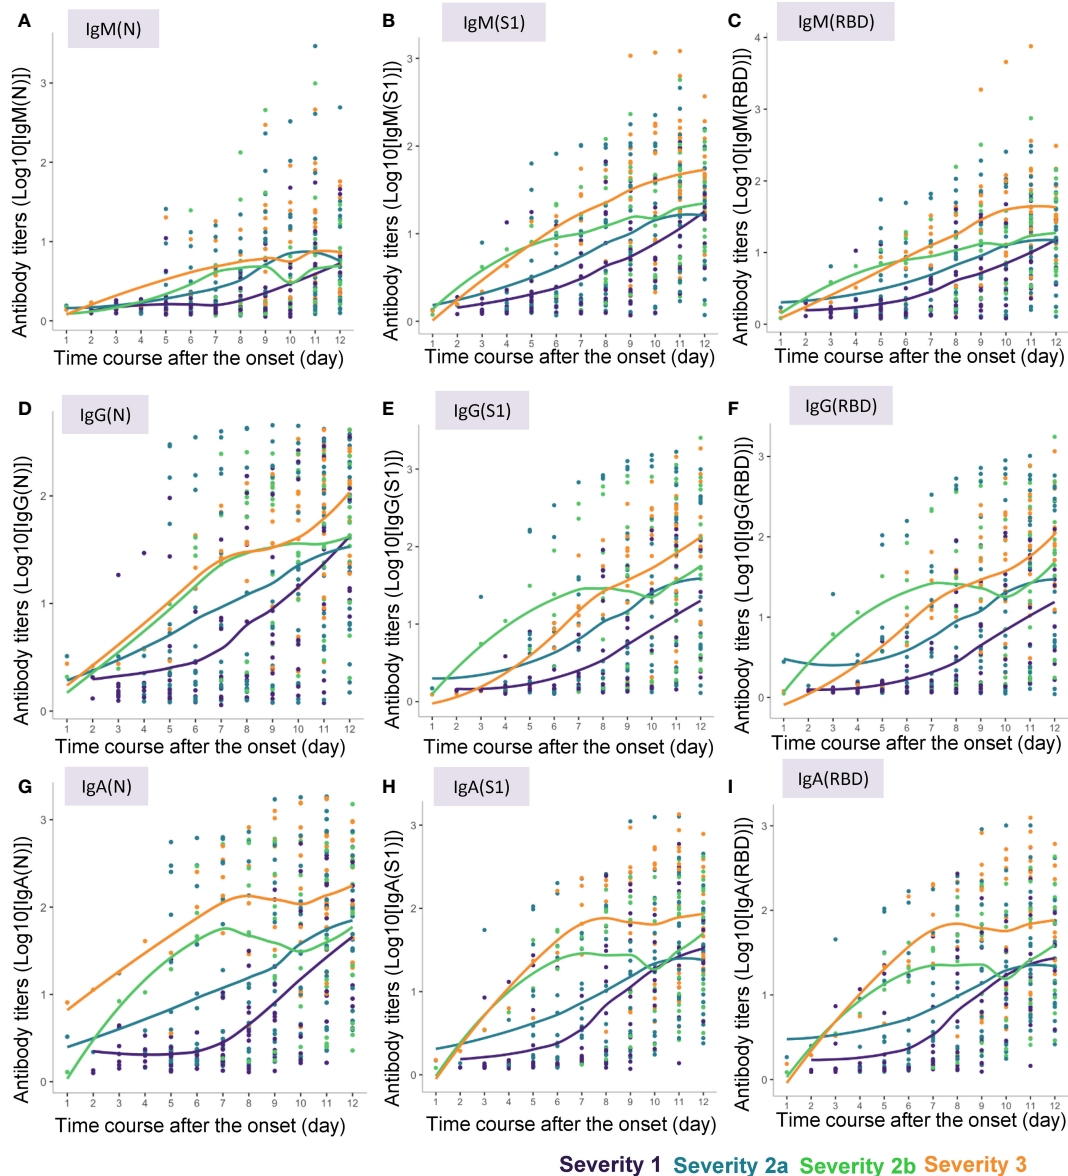 A IgM(N)
Antibody titers (Log10[IgM(N)])
3
2
1
0
1 2 3 4 5 6 7 8 9 10 11 12
Time course after the onset (day)
B IgM(S1)
Antibody titers (Log10[IgM(S1)])
3
2
1
0
1 2 3 4 5 6 7 8 9 10 11 12
Time course after the onset (day)
C IgM(RBD)
Antibody titers (Log10[IgM(RBD)])
4
3
2
1
0
1 2 3 4 5 6 7 8 9 10 11 12
Time course after the onset (day)
D IgG(N)
Antibody titers (Log10[IgG(N)])
2
1
0
1 2 3 4 5 6 7 8 9 10 11 12
Time course after the onset (day)
E IgG(S1)
Antibody titers (Log10[IgG(S1)])
3
2
1
0
1 2 3 4 5 6 7 8 9 10 11 12
Time course after the onset (day)
F IgG(RBD)
Antibody titers (Log10[IgG(RBD)])
3
2
1
0
1 2 3 4 5 6 7 8 9 10 11 12
Time course after the onset (day)
G IgA(N)
Antibody titers (Log10[IgA(N)])
3
2
1
0
1 2 3 4 5 6 7 8 9 10 11 12
Time course after the onset (day)
H IgA(S1)
Antibody titers (Log10[IgA(S1)])
3
2
1
0
1 2 3 4 5 6 7 8 9 10 11 12
Time course after the onset (day)
I IgA(RBD)
Antibody titers (Log10[IgA(RBD)])
3
2
1
0
1 2 3 4 5 6 7 8 9 10 11 12
Time course after the onset (day)
Severity 1 Severity 2a Severity 2b Severity 3